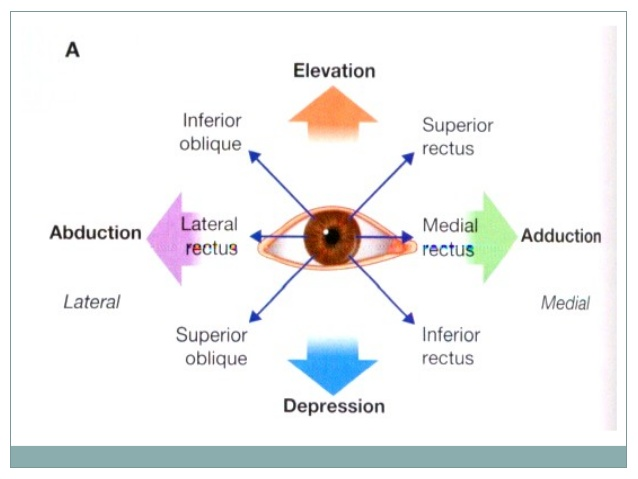 A
Elevation
Inferior
oblique
Superior
rectus
Abduction
Lateral
rectus
Medial
rectus
Adduction
Lateral
Medial
Superior
oblique
Inferior
rectus
Depression